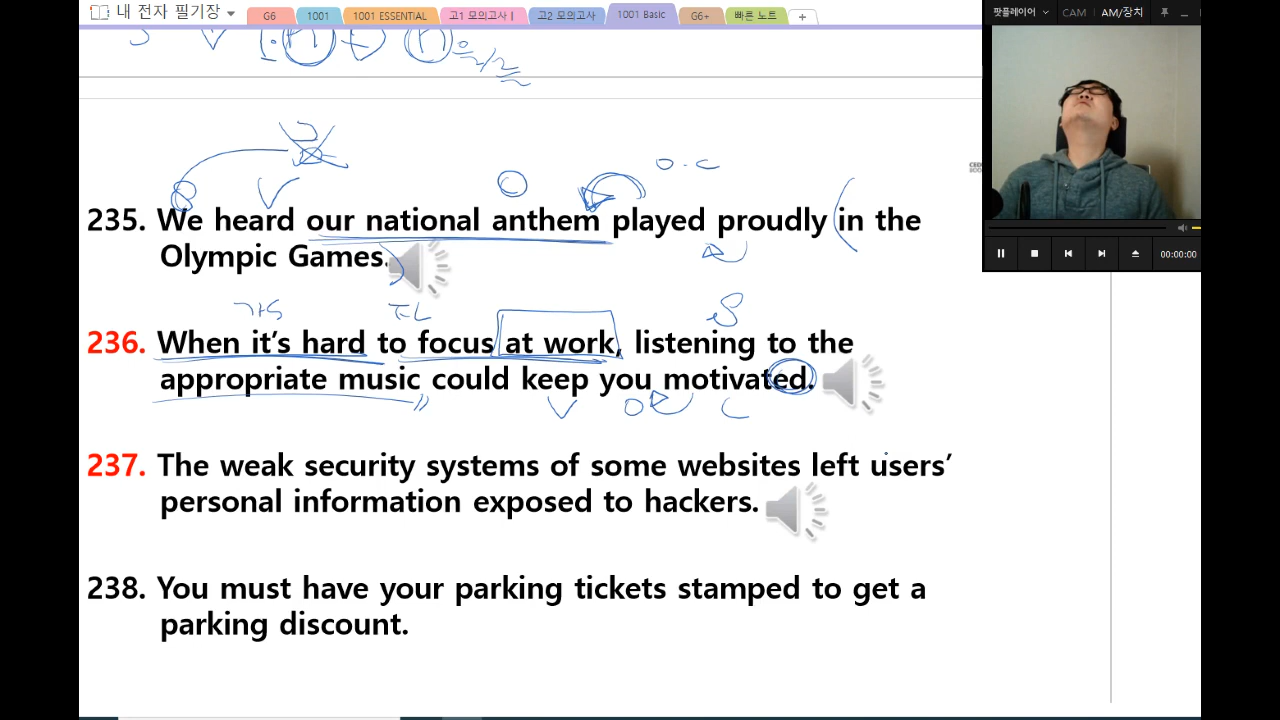 내 전자 필기장
G6
1001
1001 ESSENTIAL
고1 모의고사 I
고2 모의고사
1001 Basic
G6+
빠른 노트
팟플레이어
CAM
AM/장치
00:00:00
O·C
235. We heard our national anthem played proudly in the
Olympic Games.
가S
S
236. When it's hard to focus at work, listening to the
appropriate music could keep you motivated.
V O C
237. The weak security systems of some websites left users'
personal information exposed to hackers.
238. You must have your parking tickets stamped to get a
parking discount.